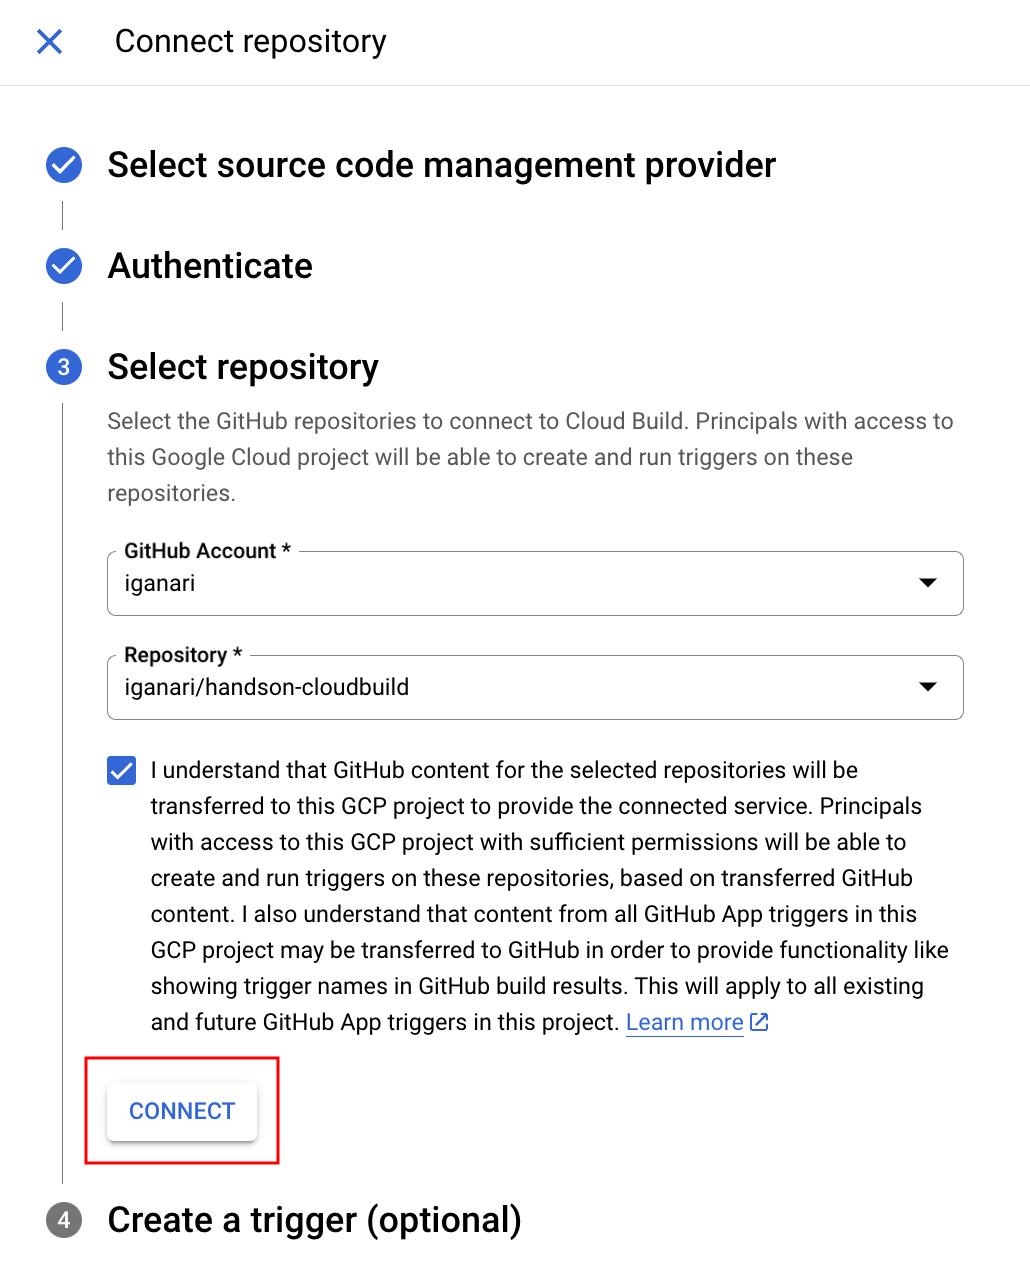 Connect repository
Select source code management provider
Authenticate
3
Select repository
Select the GitHub repositories to connect to Cloud Build. Principals with access to
this Google Cloud project will be able to create and run triggers on these
repositories.
GitHub Account *
iganari
Repository *
iganari/handson-cloudbuild
I understand that GitHub content for the selected repositories will be
transferred to this GCP project to provide the connected service. Principals
with access to this GCP project with sufficient permissions will be able to
create and run triggers on these repositories, based on transferred GitHub
content. I also understand that content from all GitHub App triggers in this
GCP project may be transferred to GitHub in order to provide functionality like
showing trigger names in GitHub build results. This will apply to all existing
and future GitHub App triggers in this project. Learn more
CONNECT
4
Create a trigger (optional)